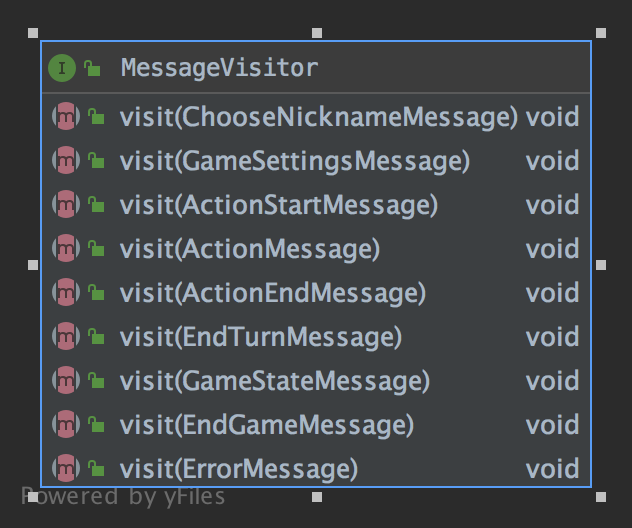 I MessageVisitor
m visit(ChooseNicknameMessage) void
m visit(GameSettingsMessage) void
m visit(ActionStartMessage) void
m visit(ActionMessage) void
m visit(ActionEndMessage) void
m visit(EndTurnMessage) void
m visit(GameStateMessage) void
m visit(EndGameMessage) void
m visit(ErrorMessage) void
Powered by yFiles